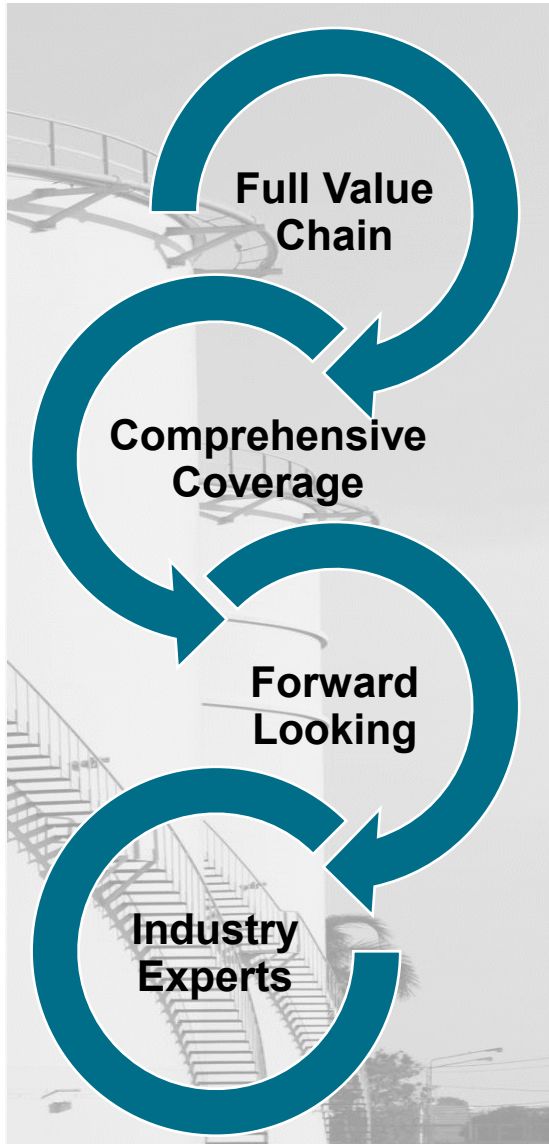 Full Value
Chain
Comprehensive
Coverage
Forward
Looking
Industry
Experts